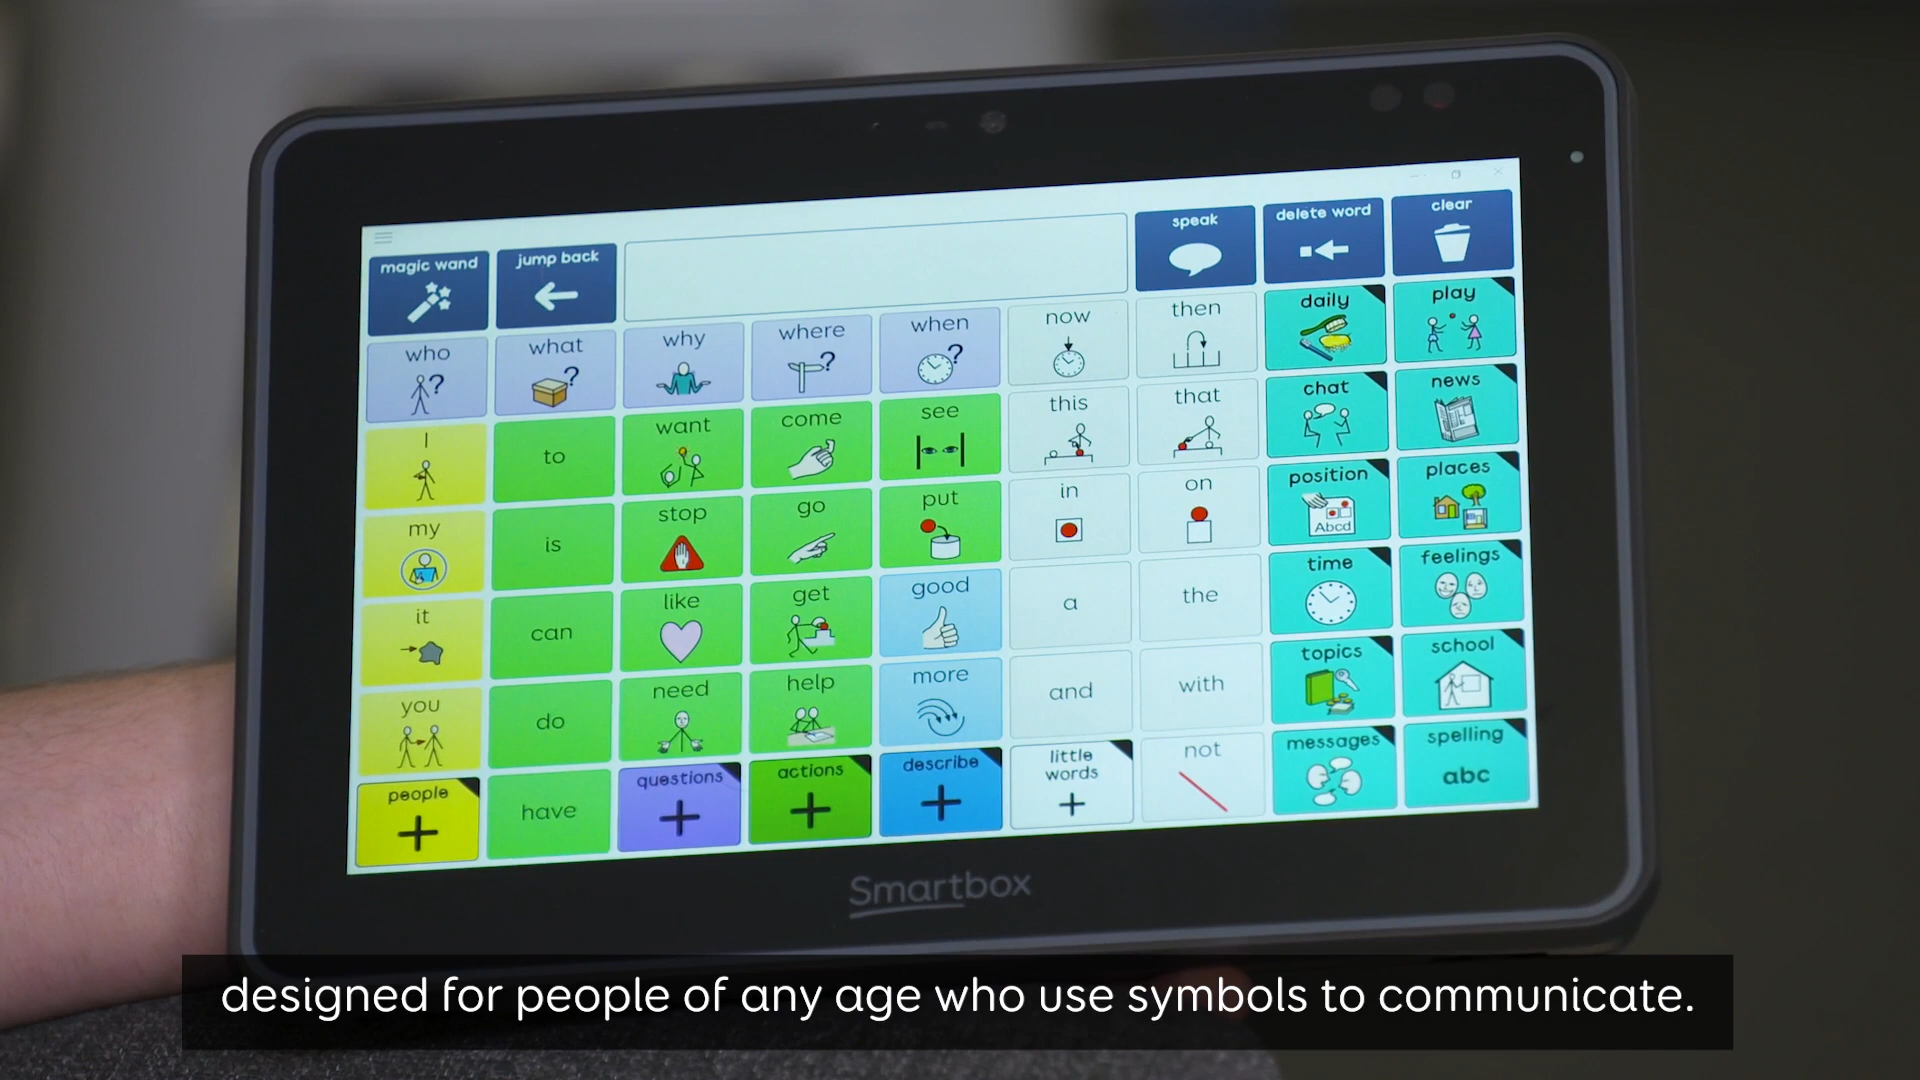 magic wand
jump back
speak
delete word
clear
who
what
why
where
when
now
then
daily
play
I
to
want
come
see
this
that
chat
news
my
is
stop
go
put
in
on
position
Abcd
places
it
can
like
get
good
a
the
time
feelings
you
do
need
help
more
and
with
topics
school
people
have
questions
actions
describe
little
words
not
messages
spelling
abc
Smartbox
designed for people of any age who use symbols to communicate.